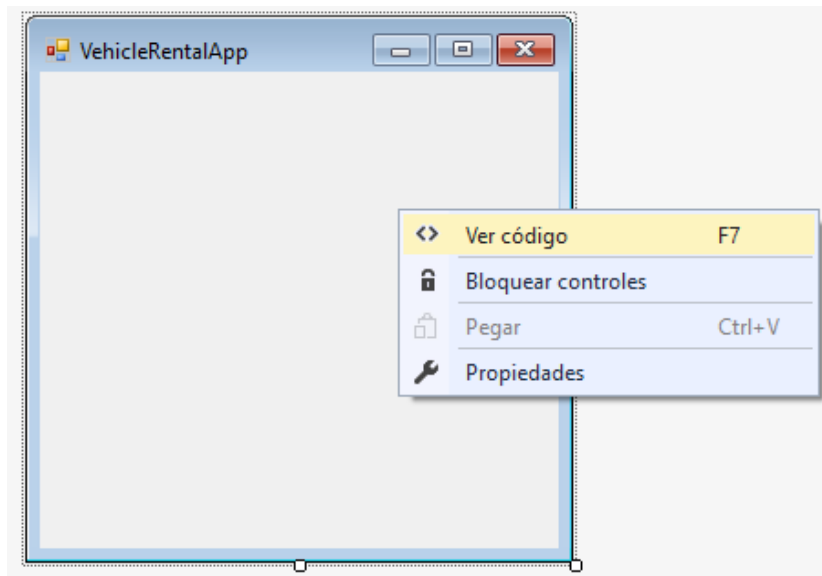 VehicleRentalApp
Ver código F7
Bloquear controles
Pegar Ctrl+V
Propiedades